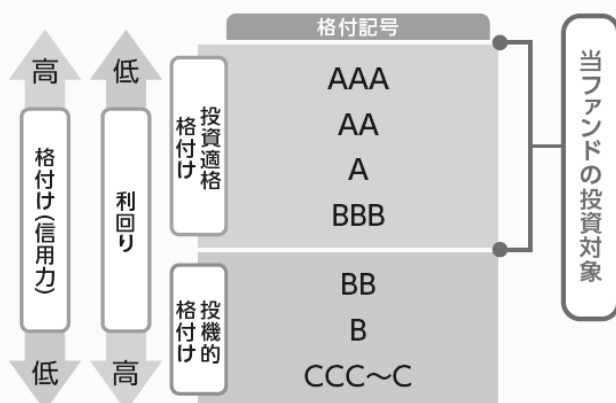 格付記号
高
格付け(信用力)
低
低
利回り
高
投資適格
格付け
AAA
AA
A
BBB
投機的
格付け
BB
B
CCC～C
当ファンドの投資対象